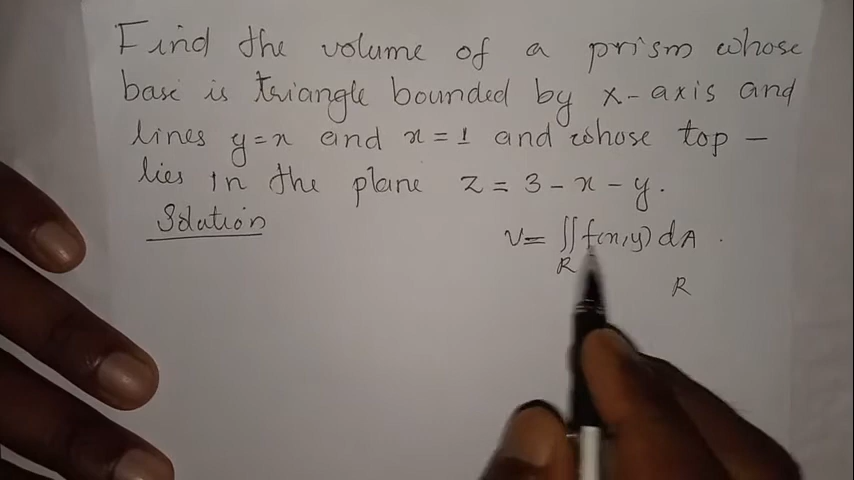 Find the volume of a prism whose
base is triangle bounded by x-axis and
lines y=x and x=1 and whose top -
lies in the plane z = 3 - x - y.
Solution
V= ∬ f(x,y) dA .
R
R